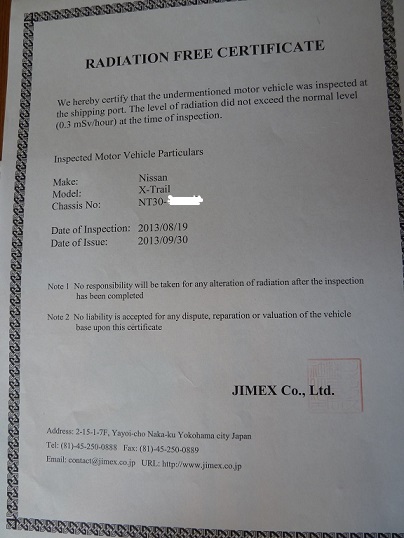 RADIATION FREE CERTIFICATE
We hereby certify that the undermentioned motor vehicle was inspected at
the shipping port. The level of radiation did not exceed the normal level
(0.3 mSv/hour) at the time of inspection.
Inspected Motor Vehicle Particulars
Make: Nissan
Model: X-Trail
Chassis No: NT30-
Date of Inspection: 2013/08/19
Date of Issue: 2013/09/30
Note 1 No responsibility will be taken for any alteration of radiation after the inspection
has been completed
Note 2 No liability is accepted for any dispute, reparation or valuation of the vehicle
base upon this certificate
JIMEX Co., Ltd.
Address: 2-15-1-7F, Yayoi-cho Naka-ku Yokohama city Japan
Tel: (81)-45-250-0888 Fax: (81)-45-250-0889
Email: contact@jimex.co.jp URL: http://www.jimex.co.jp